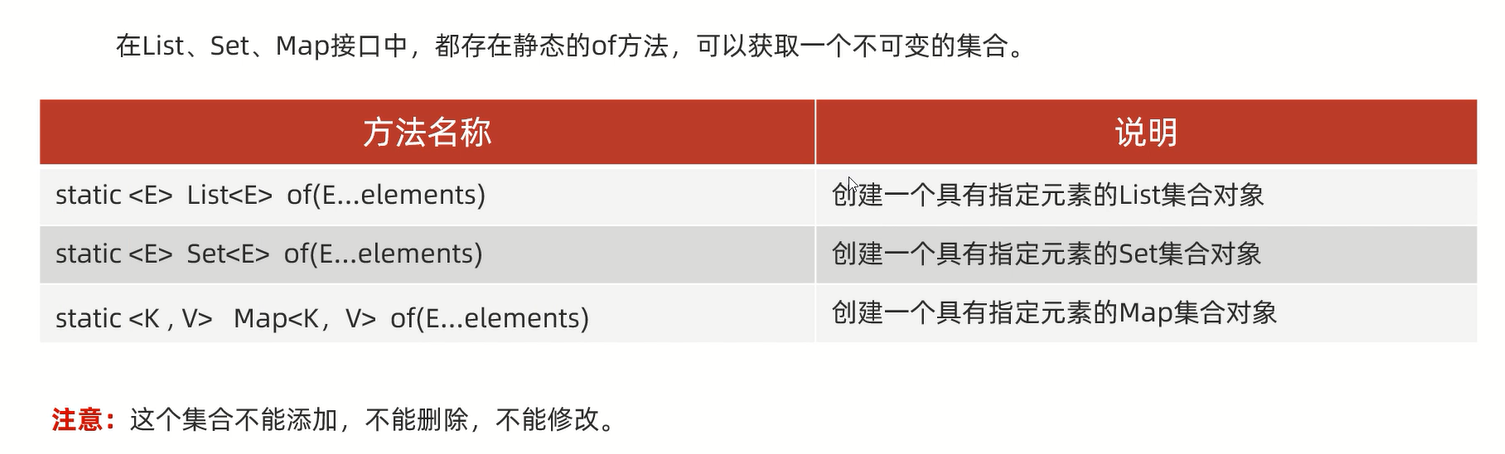 在List、Set、Map接口中，都存在静态的of方法，可以获取一个不可变的集合。
方法名称 说明
static <E> List<E> of(E...elements) 创建一个具有指定元素的List集合对象
static <E> Set<E> of(E...elements) 创建一个具有指定元素的Set集合对象
static <K , V> Map<K，V> of(E...elements) 创建一个具有指定元素的Map集合对象
注意：这个集合不能添加，不能删除，不能修改。